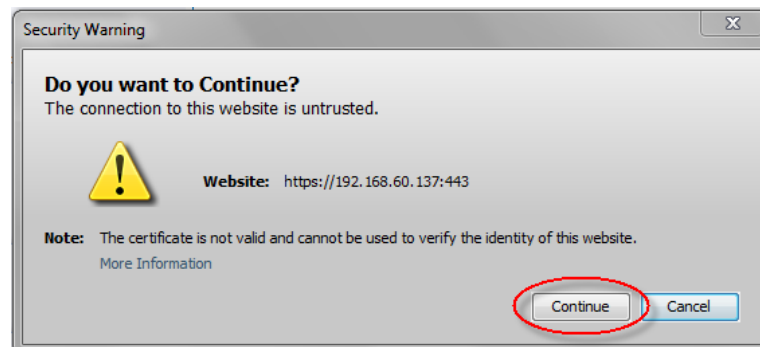 Security Warning
Do you want to Continue?
The connection to this website is untrusted.
Website: https://192.168.60.137:443
Note: The certificate is not valid and cannot be used to verify the identity of this website.
More Information
Continue Cancel